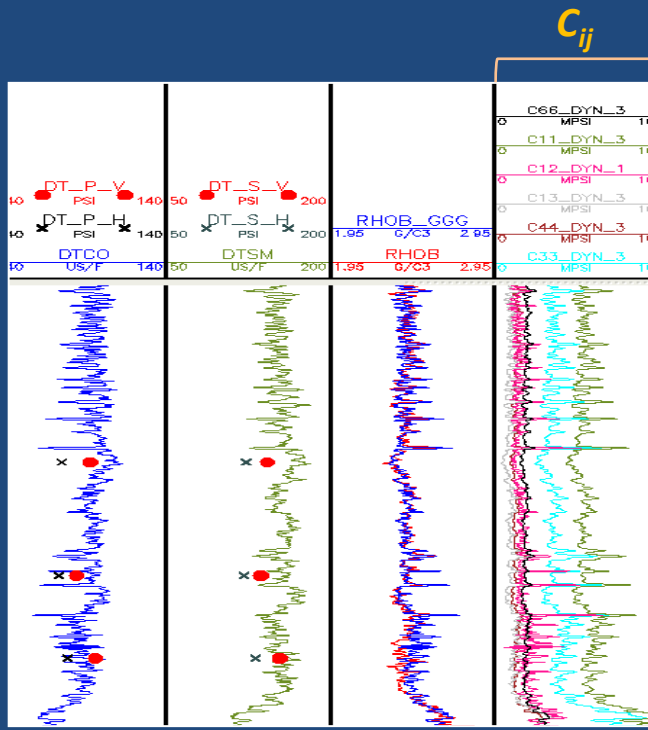 Cij
DT_P_V
40 PSI 140
DT_P_H
40 PSI 140
DTCO
40 US/F 140
DT_S_V
50 PSI 200
DT_S_H
50 PSI 200
DTSM
50 US/F 200
RHOB_GGG
1.95 G/C3 2.95
RHOB
1.95 G/C3 2.95
C66_DYN_3
0 MPSI
C11_DYN_3
0 MPSI
C12_DYN_1
0 MPSI
C13_DYN_3
0 MPSI
C44_DYN_3
0 MPSI
C33_DYN_3
0 MPSI